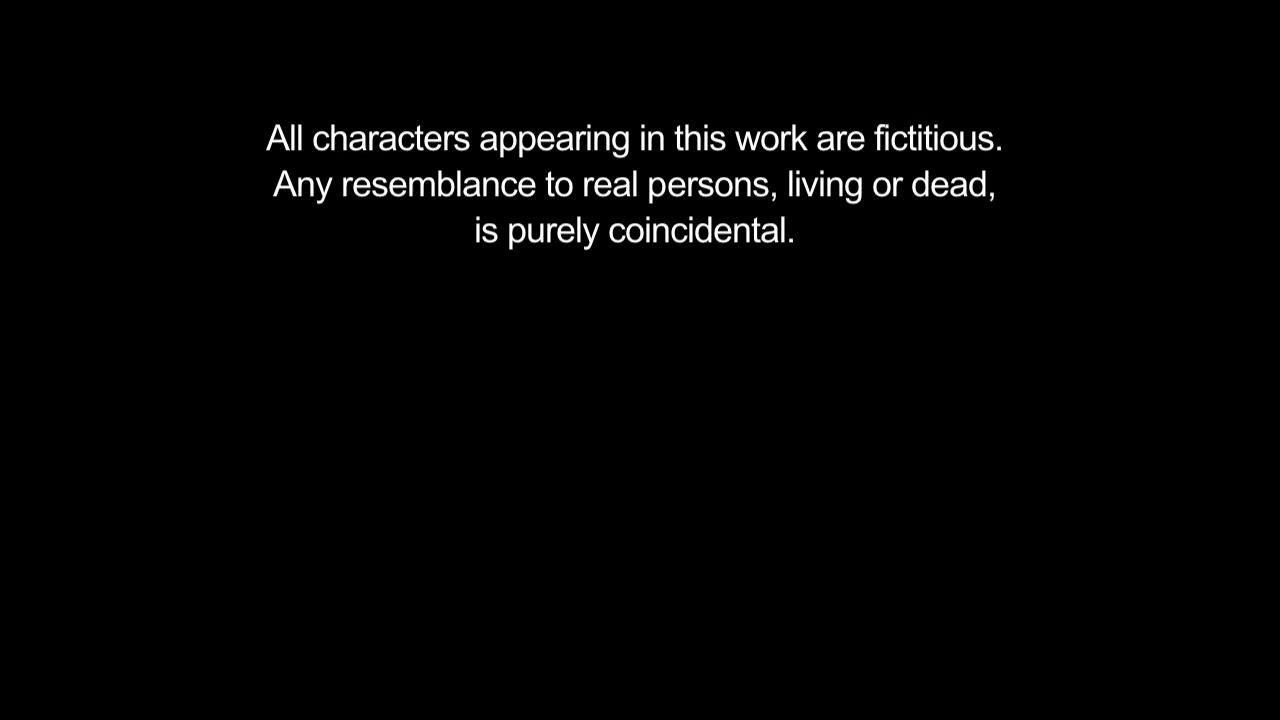 All characters appearing in this work are fictitious.
Any resemblance to real persons, living or dead,
is purely coincidental.